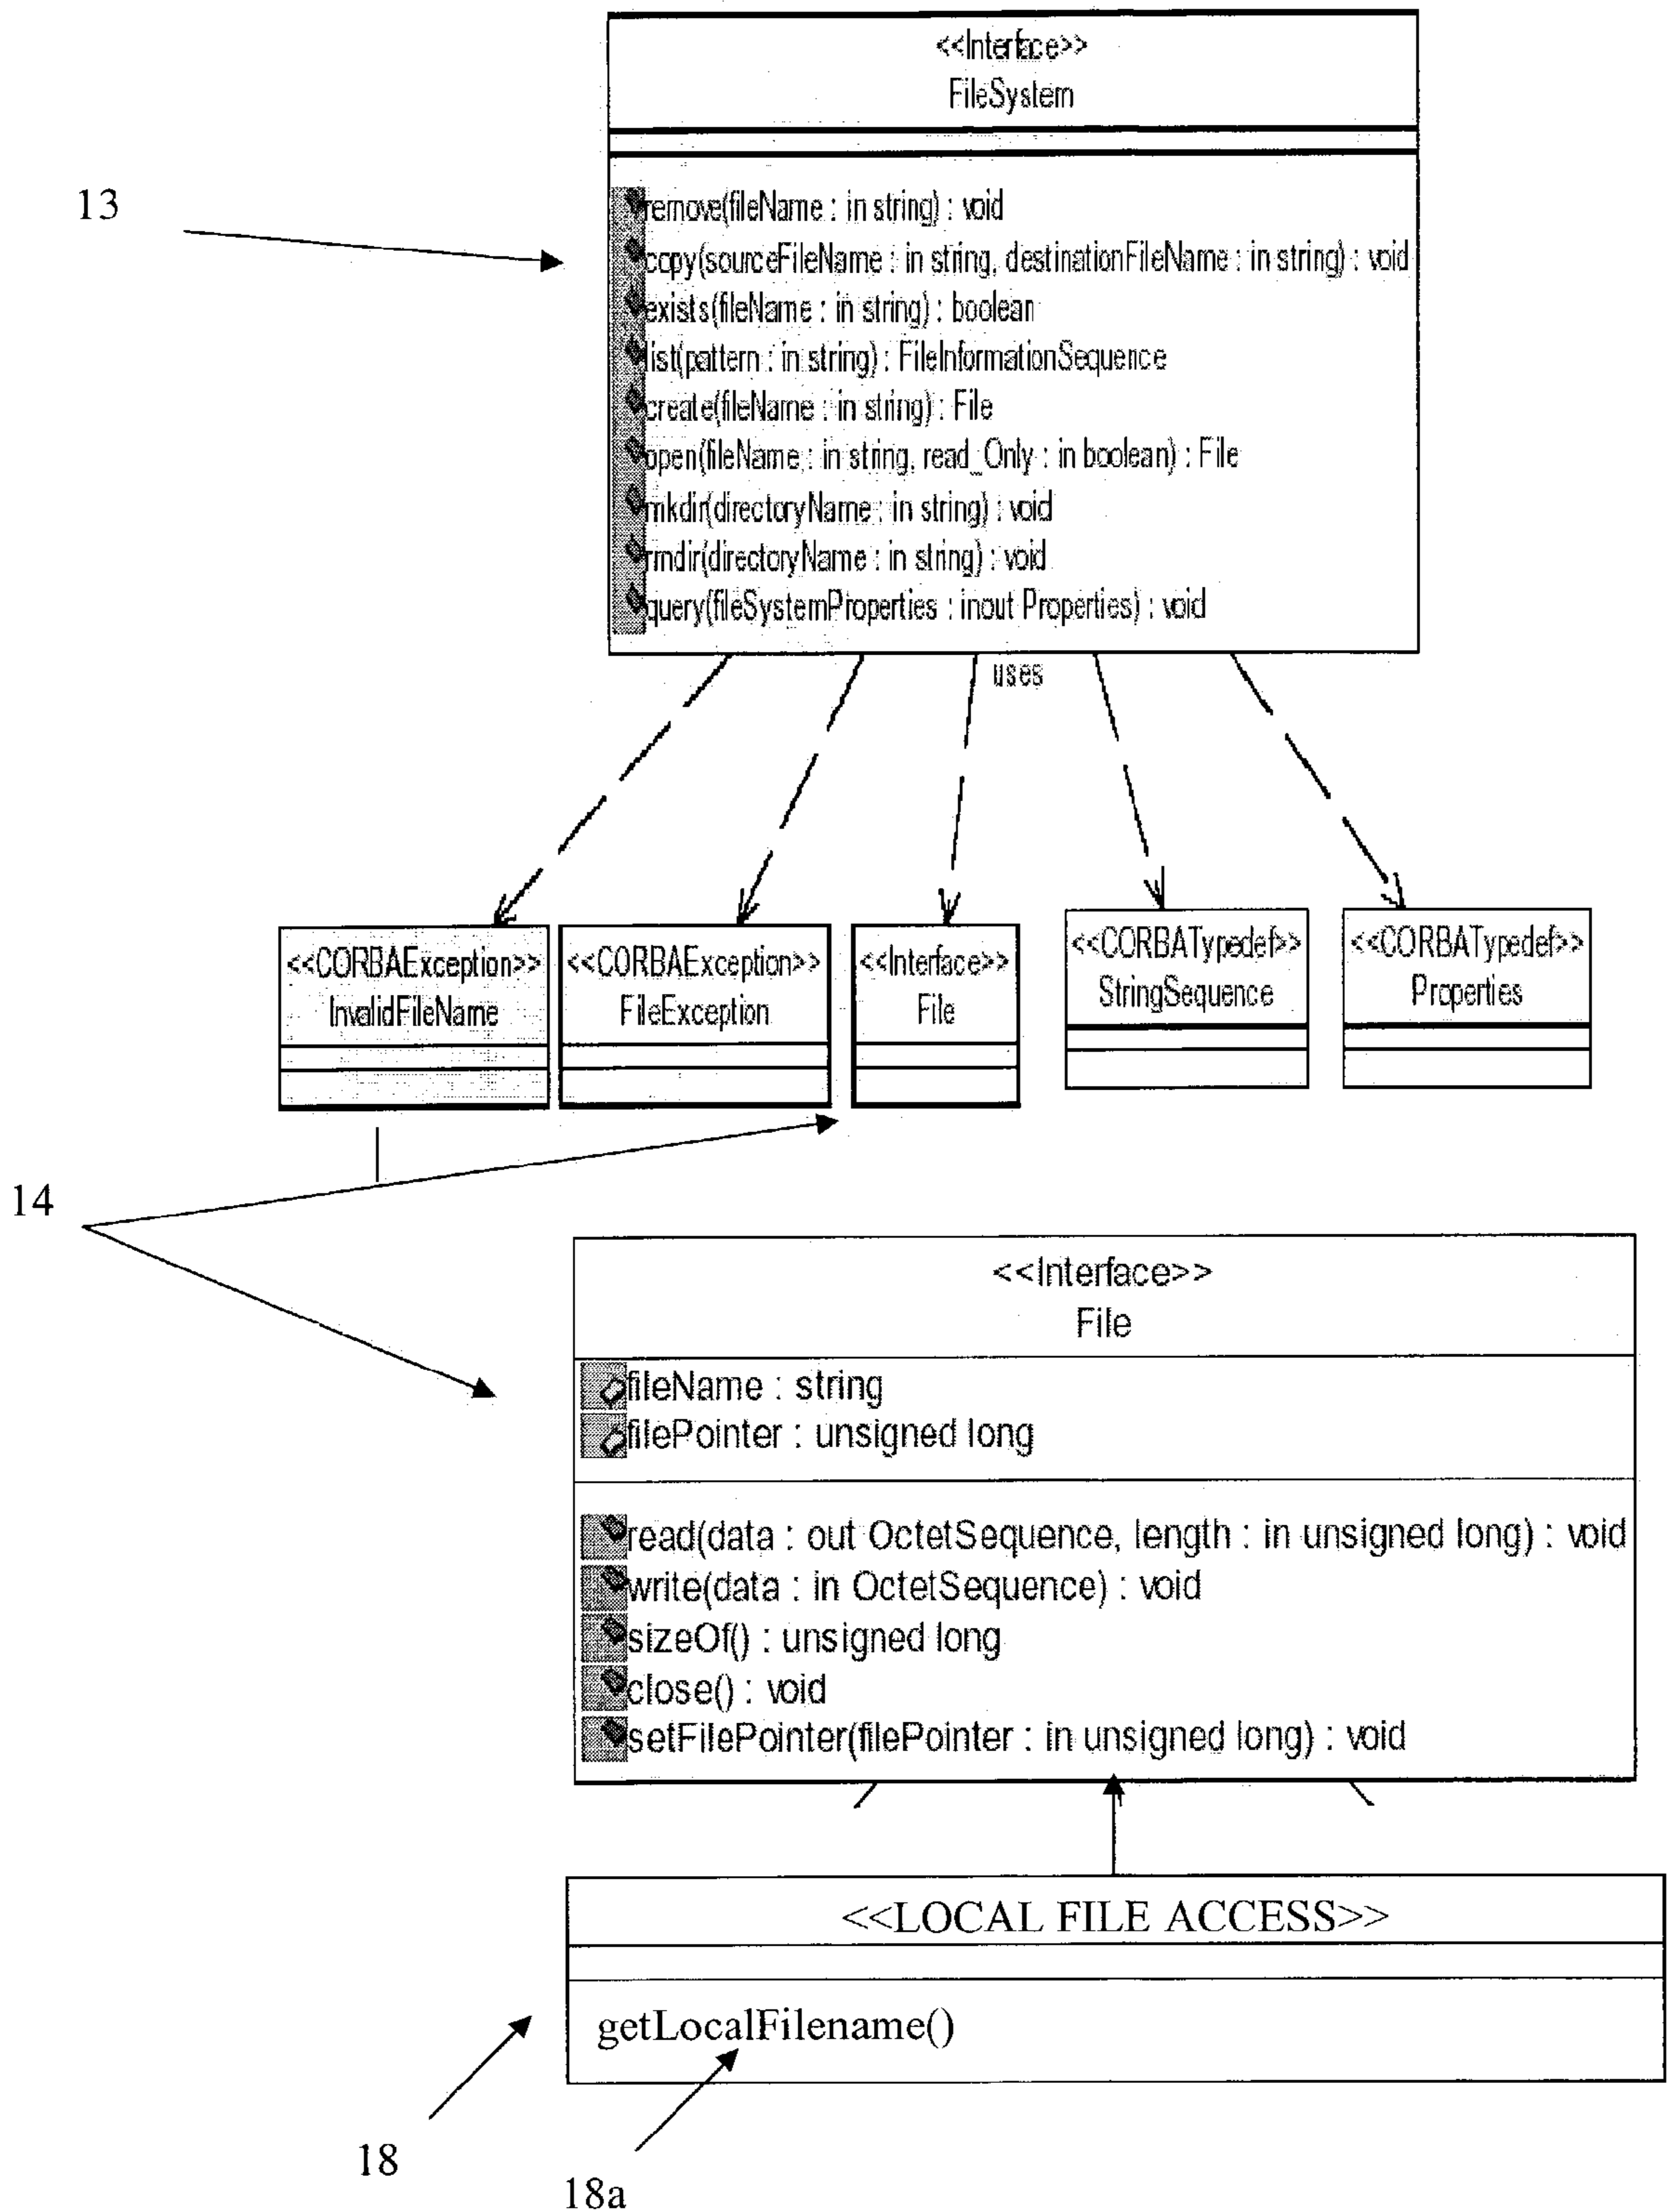 <<Interface>>
FileSystem
13
remove(fileName : in string) : void
copy(sourceFileName : in string, destinationFileName : in string) : void
exists(fileName : in string) : boolean
list(pattern : in string) : FileInformationSequence
create(fileName : in string) : File
open(fileName : in string, read_Only : in boolean) : File
mkdir(directoryName : in string) : void
rmdir(directoryName : in string) : void
query(fileSystemProperties : inout Properties) : void
uses
<<CORBAException>>
InvalidFileName
<<CORBAException>>
FileException
<<Interface>>
File
<<CORBATypedef>>
StringSequence
<<CORBATypedef>>
Properties
14
<<Interface>>
File
fileName : string
filePointer : unsigned long
read(data : out OctetSequence, length : in unsigned long) : void
write(data : in OctetSequence) : void
sizeOf() : unsigned long
close() : void
setFilePointer(filePointer : in unsigned long) : void
<<LOCAL FILE ACCESS>>
getLocalFilename()
18
18a